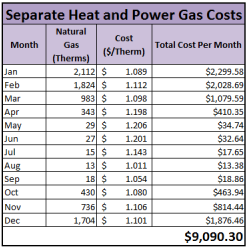 Separate Heat and Power Gas Costs
Month Natural Gas (Therms) Cost ($/Therm) Total Cost Per Month
Jan 2,112 $ 1.089 $2,299.58
Feb 1,824 $ 1.112 $2,028.69
Mar 983 $ 1.098 $1,079.59
Apr 343 $ 1.198 $410.35
May 29 $ 1.206 $34.74
Jun 27 $ 1.201 $32.64
Jul 15 $ 1.143 $17.65
Aug 13 $ 1.011 $13.38
Sep 18 $ 1.054 $18.86
Oct 430 $ 1.080 $463.94
Nov 736 $ 1.106 $814.44
Dec 1,704 $ 1.101 $1,876.46
$9,090.30